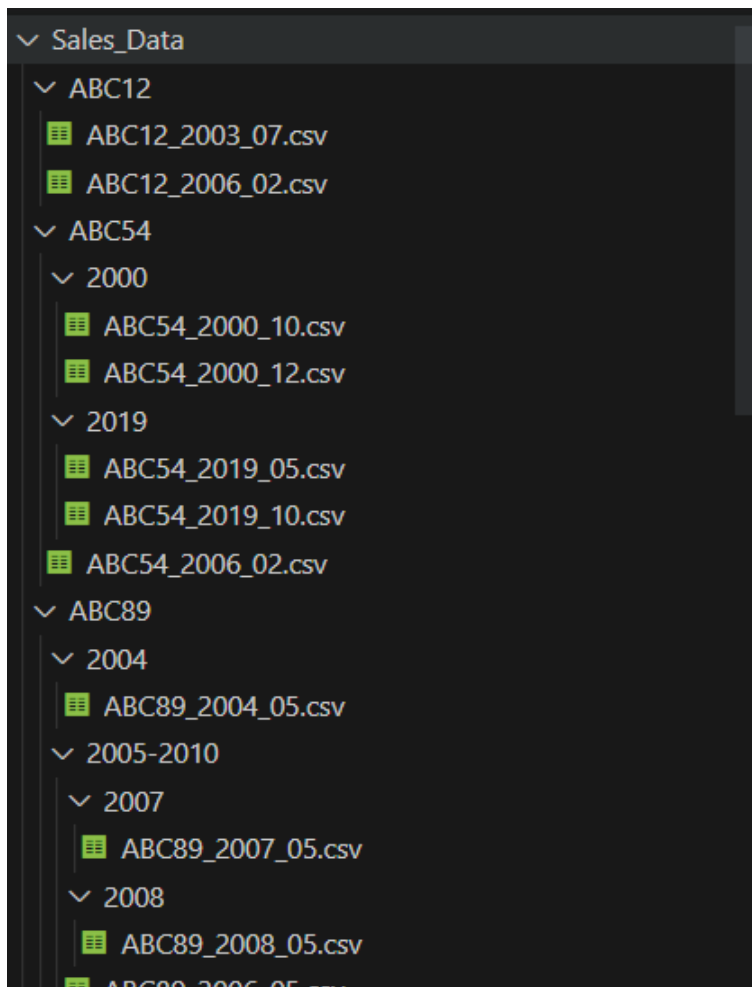 Sales_Data
ABC12
ABC12_2003_07.csv
ABC12_2006_02.csv
ABC54
2000
ABC54_2000_10.csv
ABC54_2000_12.csv
2019
ABC54_2019_05.csv
ABC54_2019_10.csv
ABC54_2006_02.csv
ABC89
2004
ABC89_2004_05.csv
2005-2010
2007
ABC89_2007_05.csv
2008
ABC89_2008_05.csv